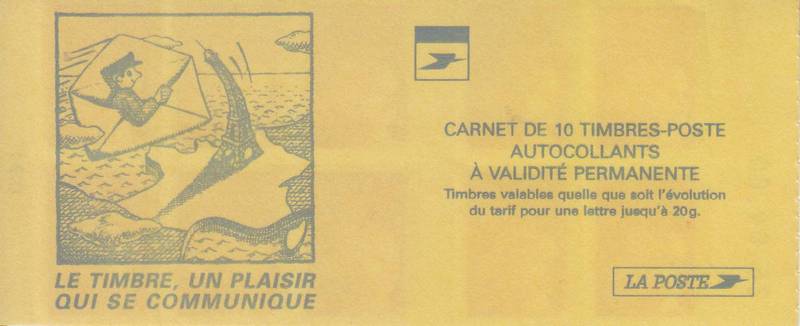 LE TIMBRE, UN PLAISIR
QUI SE COMMUNIQUE
CARNET DE 10 TIMBRES-POSTE
AUTOCOLLANTS
À VALIDITÉ PERMANENTE
Timbres valables quelle que soit l'évolution
du tarif pour une lettre jusqu'à 20g.
LA POSTE